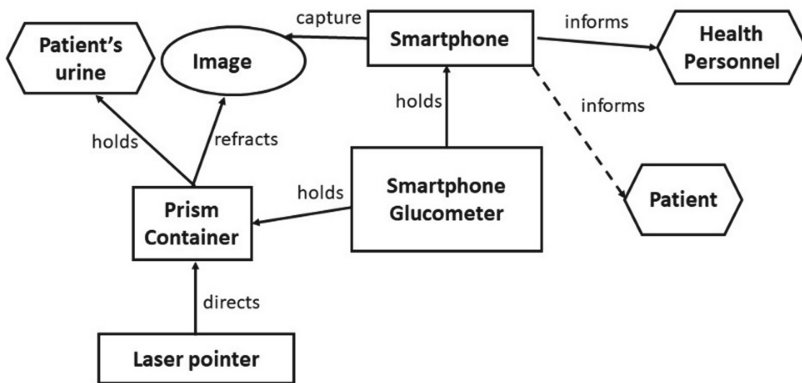 capture
Smartphone
informs
Health
Personnel
Patient's
urine
Image
holds
informs
holds
refracts
holds
Smartphone
Glucometer
Patient
Prism
Container
directs
Laser pointer